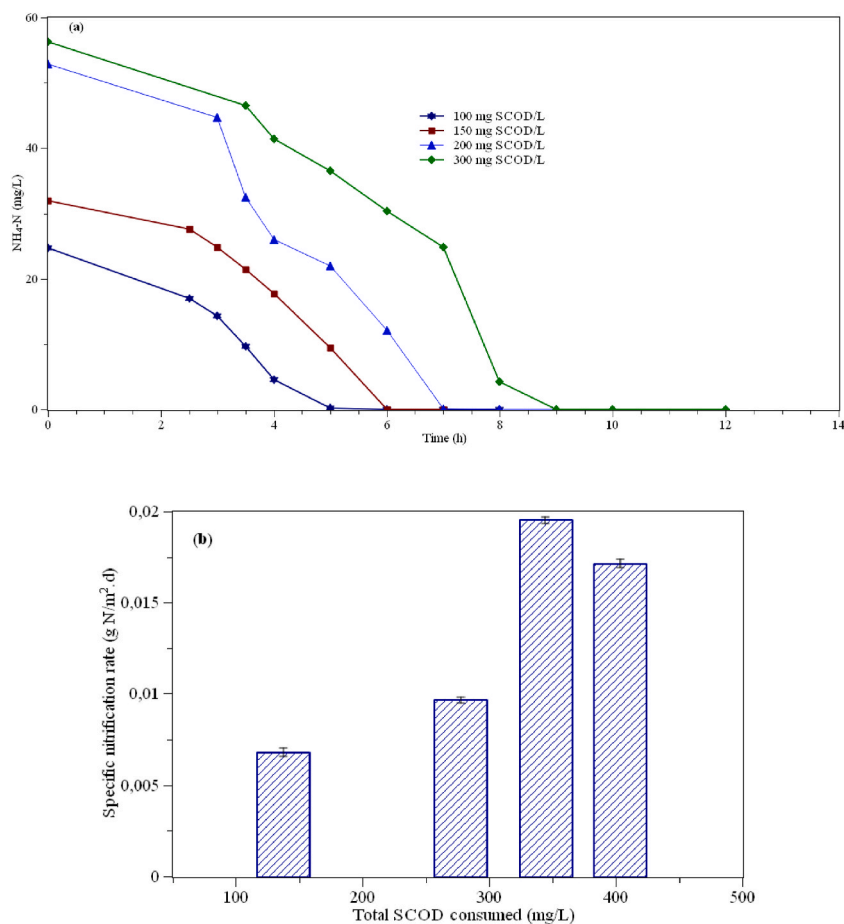 (a)
60
40
20
0
NH₄-N (mg/L)
100 mg SCOD/L
150 mg SCOD/L
200 mg SCOD/L
300 mg SCOD/L
0 2 4 6 8 10 12 14
Time (h)
(b)
0,02
0,015
0,01
0,005
0
Specific nitrification rate (g N/m².d)
100 200 300 400 500
Total SCOD consumed (mg/L)